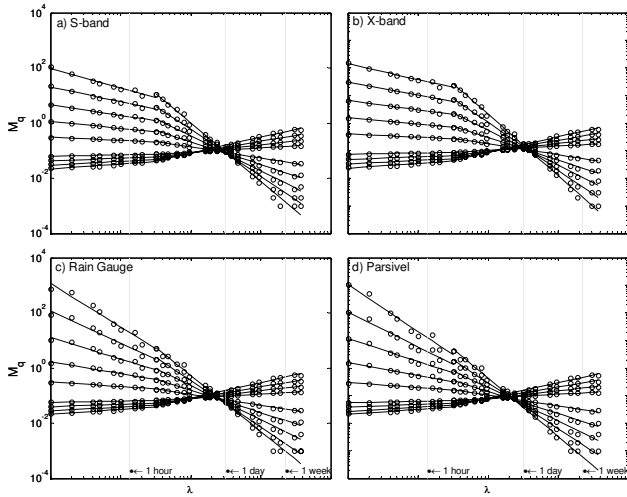 a) S-band
b) X-band
10^4
10^2
10^0
10^-2
10^-4
M_q
c) Rain Gauge
d) Parsivel
10^4
10^2
10^0
10^-2
10^-4
M_q
← 1 hour
← 1 day
← 1 week
← 1 hour
← 1 day
← 1 week
λ
λ